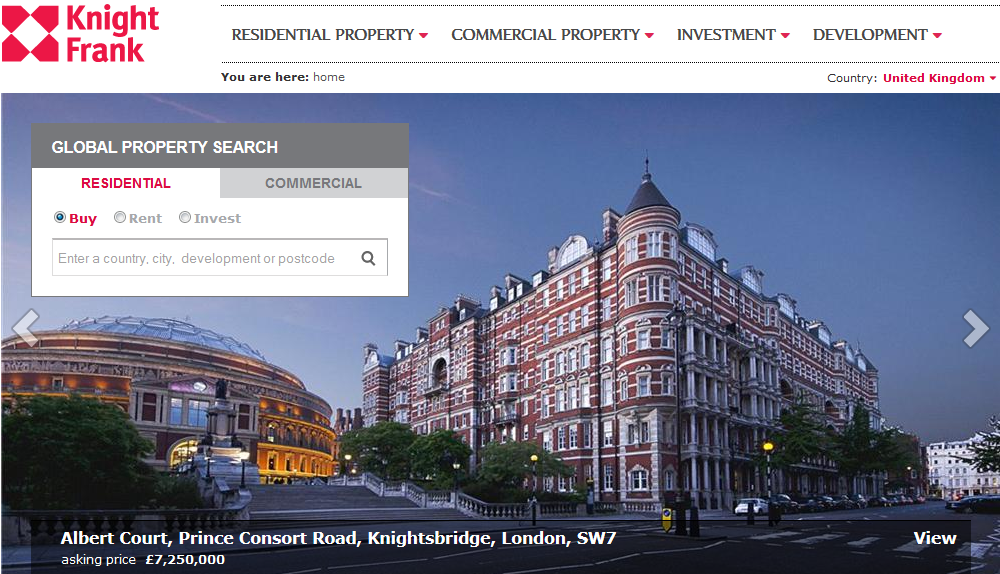 Knight
Frank
RESIDENTIAL PROPERTY COMMERCIAL PROPERTY INVESTMENT DEVELOPMENT
You are here: home
Country: United Kingdom
GLOBAL PROPERTY SEARCH
RESIDENTIAL COMMERCIAL
Buy Rent Invest
Enter a country, city, development or postcode
Albert Court, Prince Consort Road, Knightsbridge, London, SW7
View
asking price £7,250,000